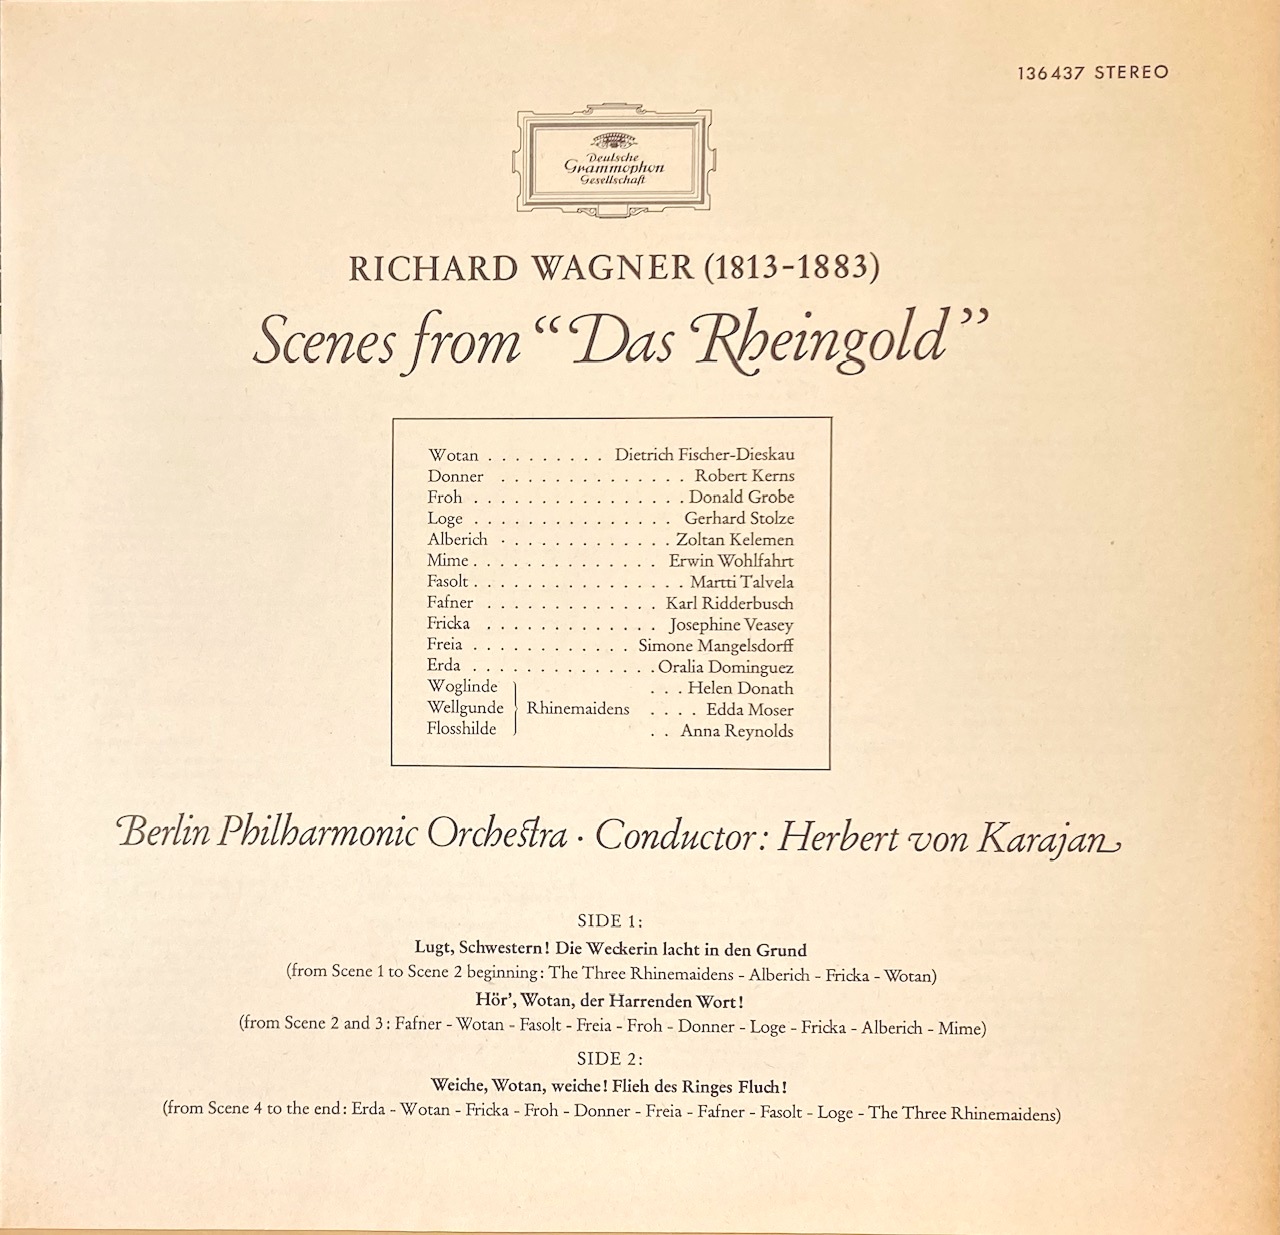 136437 STEREO
Deutsche
Grammophon
Gesellschaft
RICHARD WAGNER (1813-1883)
Scenes from “Das Rheingold”
Wotan . . . . . . . . . Dietrich Fischer-Dieskau
Donner . . . . . . . . . . . . . . Robert Kerns
Froh . . . . . . . . . . . . . . . . Donald Grobe
Loge . . . . . . . . . . . . . . . Gerhard Stolze
Alberich . . . . . . . . . . . . . Zoltan Kelemen
Mime . . . . . . . . . . . . . . Erwin Wohlfahrt
Fasolt . . . . . . . . . . . . . . . . Martti Talvela
Fafner . . . . . . . . . . . . . Karl Ridderbusch
Fricka . . . . . . . . . . . . . Josephine Veasey
Freia . . . . . . . . . . . . Simone Mangelsdorff
Erda . . . . . . . . . . . . . . Oralia Dominguez
Woglinde . . . Helen Donath
Wellgunde } Rhinemaidens . . . . Edda Moser
Flosshilde . . Anna Reynolds
Berlin Philharmonic Orchestra · Conductor: Herbert von Karajan
SIDE 1:
Lugt, Schwestern! Die Weckerin lacht in den Grund
(from Scene 1 to Scene 2 beginning: The Three Rhinemaidens - Alberich - Fricka - Wotan)
Hör’, Wotan, der Harrenden Wort!
(from Scene 2 and 3: Fafner - Wotan - Fasolt - Freia - Froh - Donner - Loge - Fricka - Alberich - Mime)
SIDE 2:
Weiche, Wotan, weiche! Flieh des Ringes Fluch!
(from Scene 4 to the end: Erda - Wotan - Fricka - Froh - Donner - Freia - Fafner - Fasolt - Loge - The Three Rhinemaidens)